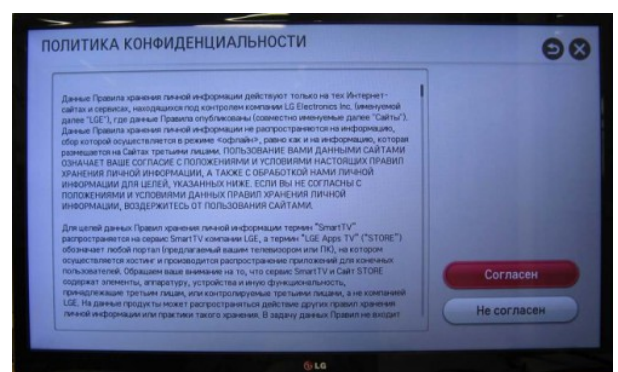 ПОЛИТИКА КОНФИДЕНЦИАЛЬНОСТИ
Данные Правила хранения личной информации действуют только на тех Интернет-
сайтах и сервисах, находящихся под контролем компании LG Electronics Inc. (именуемой
далее "LGE"), где данные Правила опубликованы (совместно именуемые далее "Сайты").
Данные Правила хранения личной информации не распространяются на информацию,
сбор которой осуществляется в режиме <офлайн>, равно как и на информацию, которая
размещается на Сайтах третьими лицами. ПОЛЬЗОВАНИЕ ВАМИ ДАННЫМИ САЙТАМИ
ОЗНАЧАЕТ ВАШЕ СОГЛАСИЕ С ПОЛОЖЕНИЯМИ И УСЛОВИЯМИ НАСТОЯЩИХ ПРАВИЛ
ХРАНЕНИЯ ЛИЧНОЙ ИНФОРМАЦИИ, А ТАКЖЕ С ОБРАБОТКОЙ НАМИ ЛИЧНОЙ
ИНФОРМАЦИИ ДЛЯ ЦЕЛЕЙ, УКАЗАННЫХ НИЖЕ. ЕСЛИ ВЫ НЕ СОГЛАСНЫ С
ПОЛОЖЕНИЯМИ И УСЛОВИЯМИ ДАННЫХ ПРАВИЛ ХРАНЕНИЯ ЛИЧНОЙ
ИНФОРМАЦИИ, ВОЗДЕРЖИТЕСЬ ОТ ПОЛЬЗОВАНИЯ САЙТАМИ.
Для целей данных Правил хранения личной информации термин "SmartTV"
распространяется на сервис SmartTV компании LGE, а термин "LGE Apps TV" ("STORE")
обозначает любой портал (предлагаемый вашим телевизором или ПК), на котором
осуществляется хостинг и производится распространение приложений для конечных
пользователей. Обращаем ваше внимание на то, что сервис SmartTV и Сайт STORE
содержат элементы, аппаратуру, устройства и иную функциональность,
принадлежащие третьим лицам, или контролируемые третьими лицами, а не компанией
LGE. На данные продукты может распространяться действие других правил хранения
личной информации или практики такого хранения. В задачу данных Правил не входит
Согласен
Не согласен
LG